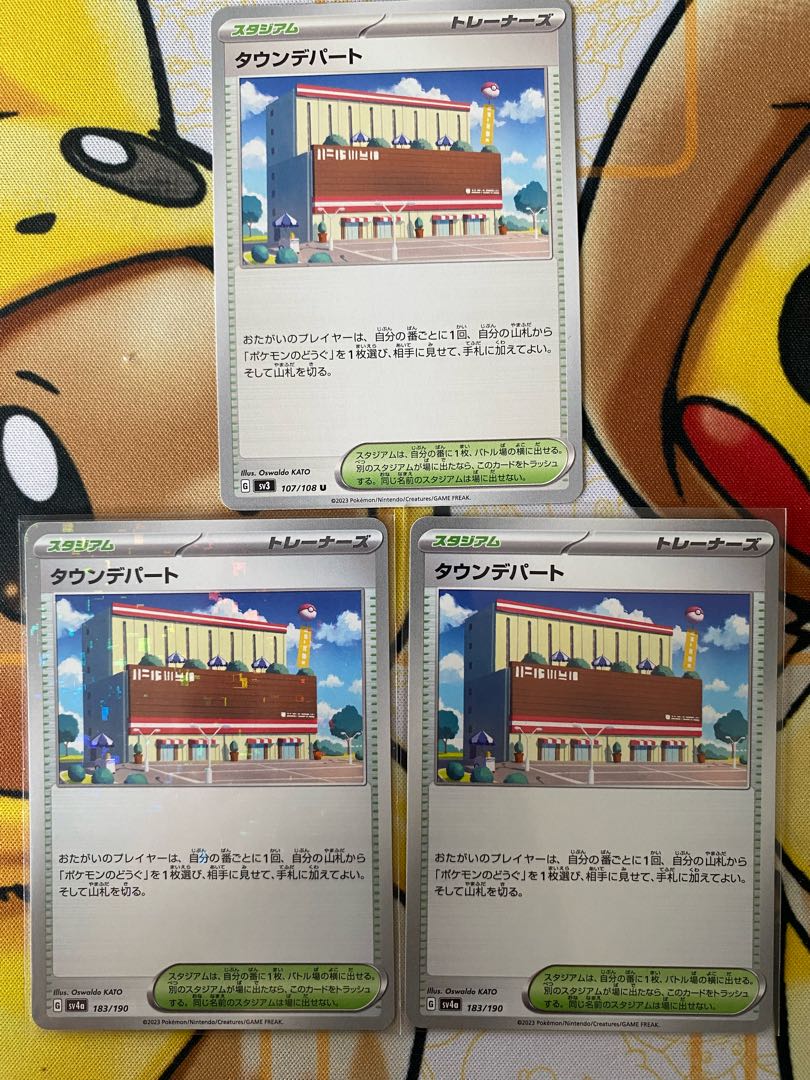 スタジアム トレーナーズ
タウンデパート
おたがいのプレイヤーは、自分の番ごとに1回、自分の山札から
「ポケモンのどうぐ」を1枚選び、相手に見せて、手札に加えてよい。
そして山札を切る。
スタジアムは、自分の番に1枚、バトル場の横に出せる。
別のスタジアムが場に出たなら、このカードをトラッシュ
する。同じ名前のスタジアムは場に出せない。
Illus. Oswaldo KATO
G sv3 107/108 U
©2023 Pokémon/Nintendo/Creatures/GAME FREAK.
スタジアム トレーナーズ
タウンデパート
おたがいのプレイヤーは、自分の番ごとに1回、自分の山札から
「ポケモンのどうぐ」を1枚選び、相手に見せて、手札に加えてよい。
そして山札を切る。
スタジアムは、自分の番に1枚、バトル場の横に出せる。
別のスタジアムが場に出たなら、このカードをトラッシュ
する。同じ名前のスタジアムは場に出せない。
Illus. Oswaldo KATO
G sv4a 183/190
©2023 Pokémon/Nintendo/Creatures/GAME FREAK.
スタジアム トレーナーズ
タウンデパート
おたがいのプレイヤーは、自分の番ごとに1回、自分の山札から
「ポケモンのどうぐ」を1枚選び、相手に見せて、手札に加えてよい。
そして山札を切る。
スタジアムは、自分の番に1枚、バトル場の横に出せる。
別のスタジアムが場に出たなら、このカードをトラッシュ
する。同じ名前のスタジアムは場に出せない。
Illus. Oswaldo KATO
G sv4a 183/190
©2023 Pokémon/Nintendo/Creatures/GAME FREAK.